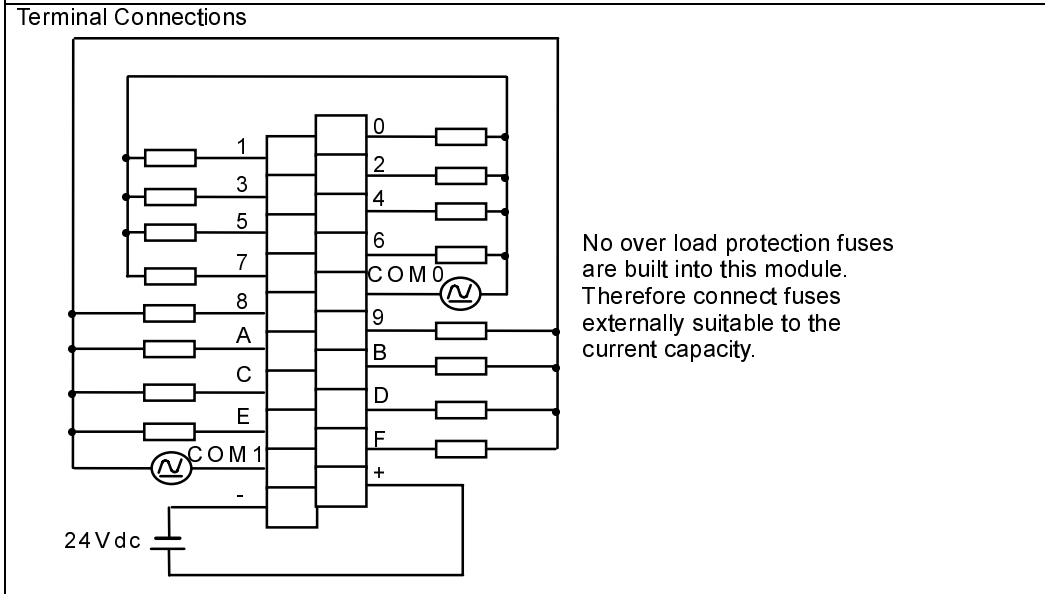 Terminal Connections
0
1
2
3
4
5
6
7
COM0
8
9
A
B
C
D
E
F
COM1
+
-
24Vdc
No over load protection fuses
are built into this module.
Therefore connect fuses
externally suitable to the
current capacity.